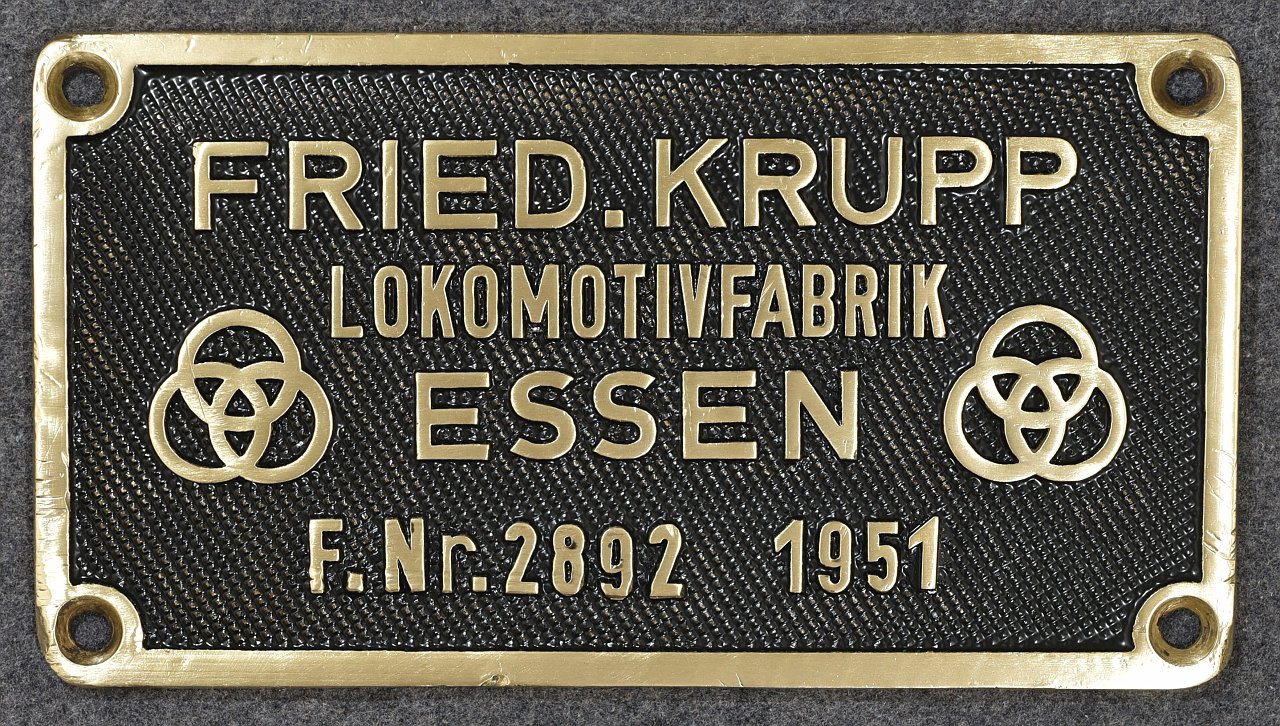 FRIED. KRUPP
LOKOMOTIVFABRIK
ESSEN
F.Nr.2892 1951